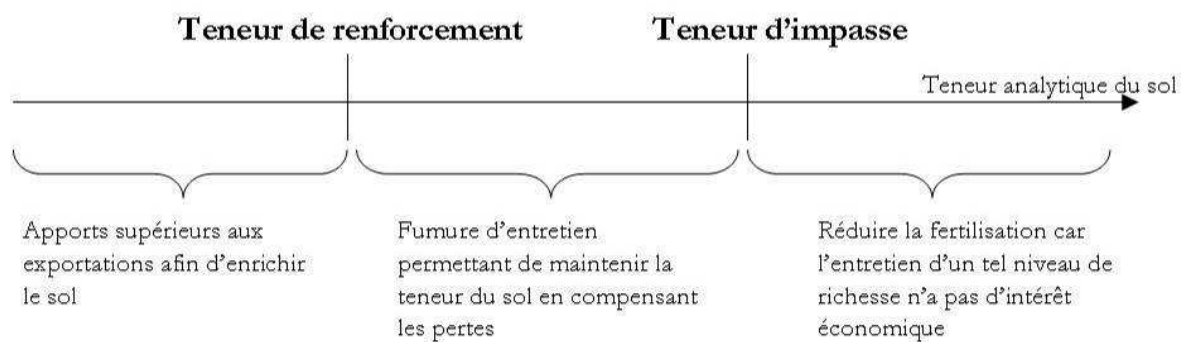 Teneur de renforcement
Teneur d'impasse
Teneur analytique du sol
Apports supérieurs aux
exportations afin d'enrichir
le sol
Fumure d'entretien
permettant de maintenir la
teneur du sol en compensant
les pertes
Réduire la fertilisation car
l'entretien d'un tel niveau de
richesse n'a pas d'intérêt
économique